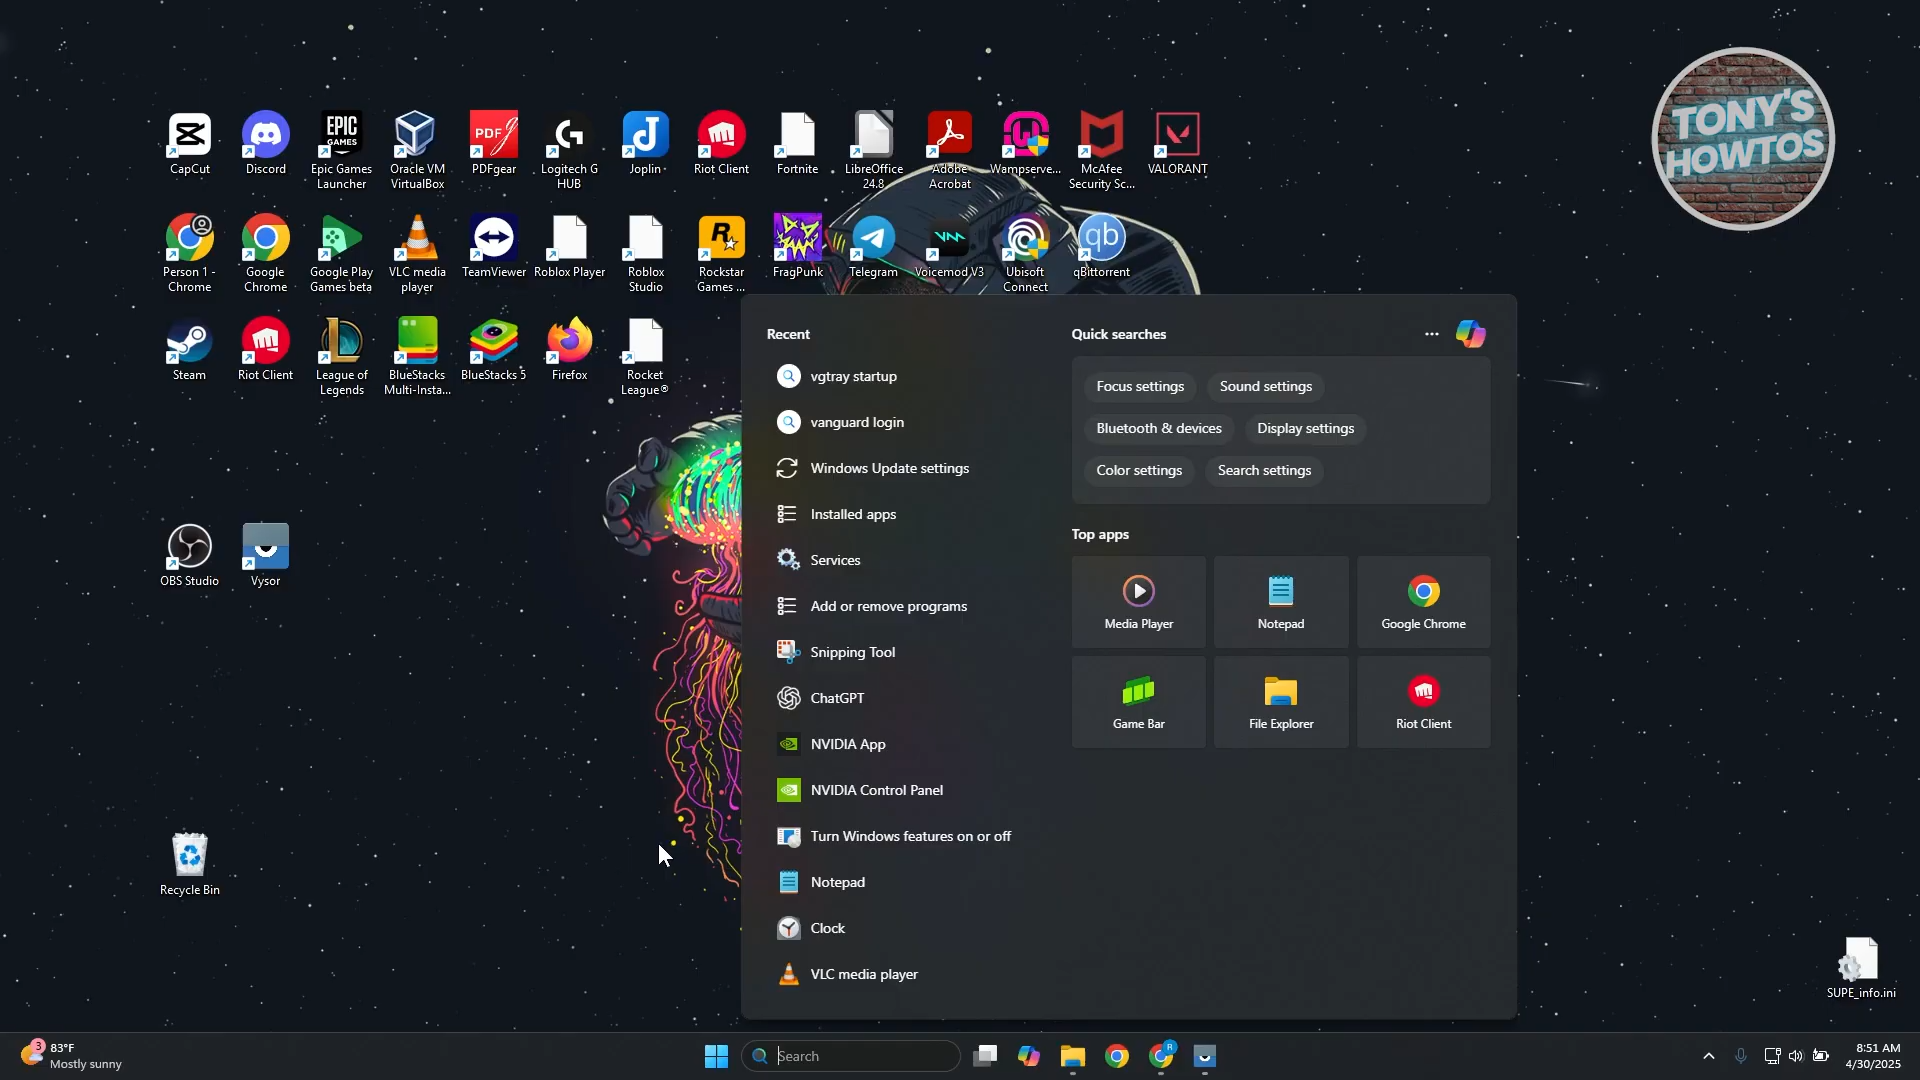 TONY'S
HOWTOS
CapCut
Discord
Epic Games
Launcher
Oracle VM
VirtualBox
PDFgear
Logitech G
HUB
Joplin
Riot Client
Fortnite
LibreOffice
24.8
Adobe
Acrobat
Wampserve...
McAfee
Security Sc...
VALORANT
EPIC
GAMES
PDF
Person 1 -
Chrome
Google
Chrome
Google Play
Games beta
VLC media
player
TeamViewer
Roblox Player
Roblox
Studio
Rockstar
Games ...
FragPunk
Telegram
Voicemod V3
Ubisoft
Connect
qBittorrent
qb
Steam
Riot Client
League of
Legends
BlueStacks
Multi-Insta...
BlueStacks 5
Firefox
Rocket
League®
OBS Studio
Vysor
Recycle Bin
SUPE_info.ini
Recent
vgtray startup
vanguard login
Windows Update settings
Installed apps
Services
Add or remove programs
Snipping Tool
ChatGPT
NVIDIA App
NVIDIA Control Panel
Turn Windows features on or off
Notepad
Clock
VLC media player
Quick searches
Focus settings
Sound settings
Bluetooth & devices
Display settings
Color settings
Search settings
Top apps
Media Player
Notepad
Google Chrome
Game Bar
File Explorer
Riot Client
3
83°F
Mostly sunny
Search
R
8:51 AM
4/30/2025